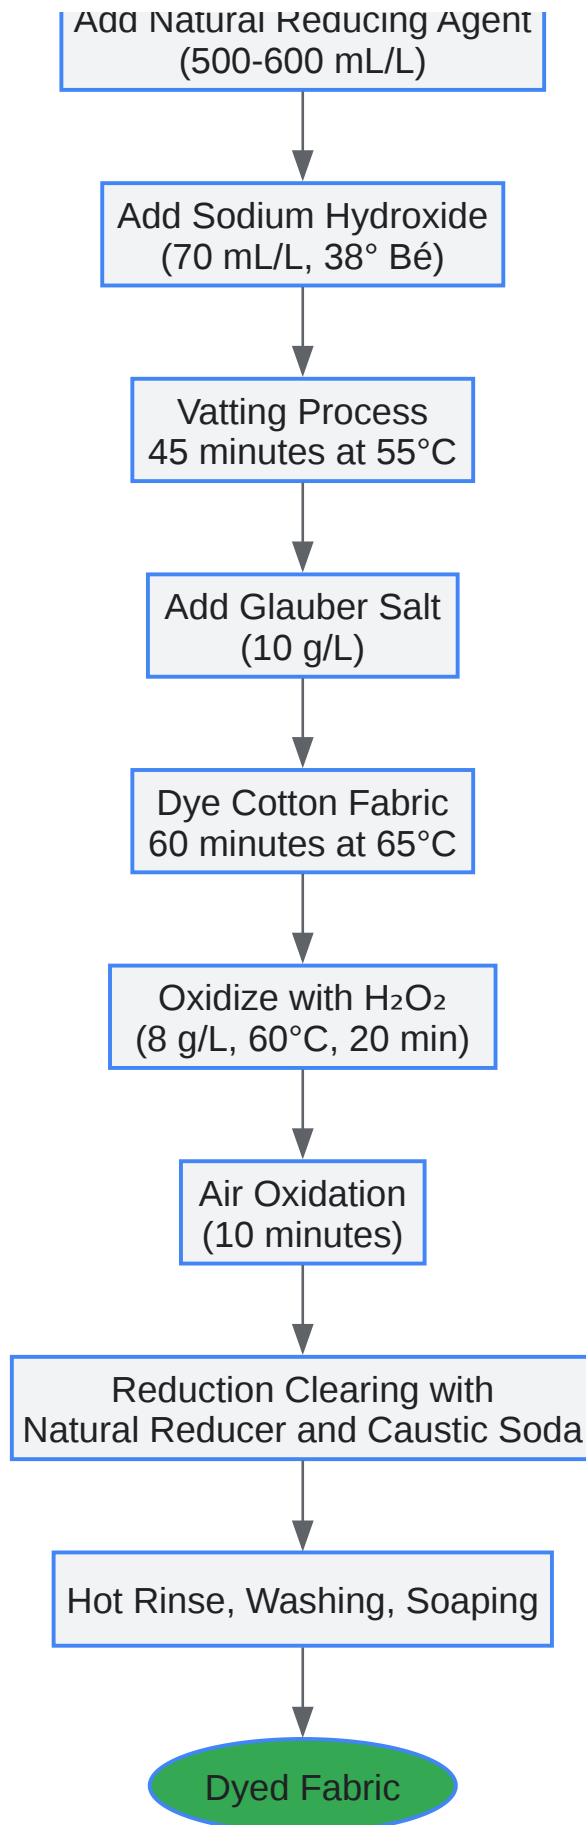 Add Natural Reducing Agent
(500-600 mL/L)
Add Sodium Hydroxide
(70 mL/L, 38° Bé)
Vatting Process
45 minutes at 55°C
Add Glauber Salt
(10 g/L)
Dye Cotton Fabric
60 minutes at 65°C
Oxidize with H₂O₂
(8 g/L, 60°C, 20 min)
Air Oxidation
(10 minutes)
Reduction Clearing with
Natural Reducer and Caustic Soda
Hot Rinse, Washing, Soaping
Dyed Fabric